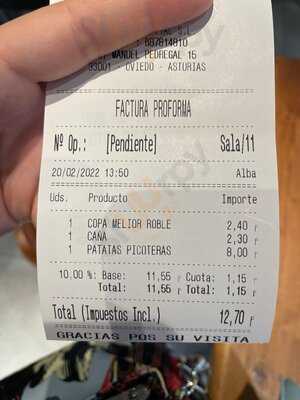 S.L
: B87814810
MANUEL PEDREGAL 15
33001 - OVIEDO - ASTURIAS
FACTURA PROFORMA
Nº Op.: [Pendiente] Sala/11
20/02/2022 13:50 Alba
Uds. Producto Importe
1 COPA MELIOR ROBLE 2,40
1 CAÑA 2,30
1 PATATAS PICOTERAS 8,00
10,00 %: Base: 11,55 Cuota: 1,15
Total: 11,55 Total: 1,15
Total (Impuestos Incl.) 12,70
GRACIAS POS SU VISITA